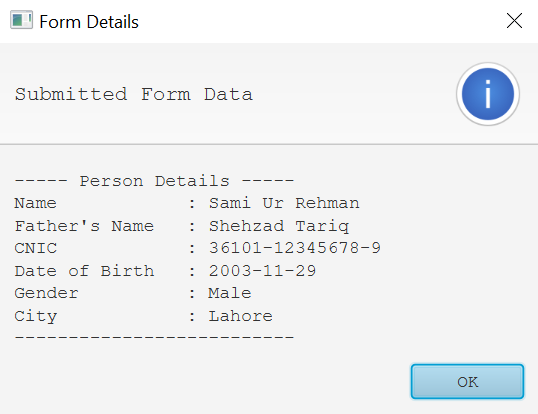 Form Details
Submitted Form Data
i
----- Person Details -----
Name            : Sami Ur Rehman
Father's Name   : Shehzad Tariq
CNIC            : 36101-12345678-9
Date of Birth   : 2003-11-29
Gender          : Male
City            : Lahore
--------------------------
OK